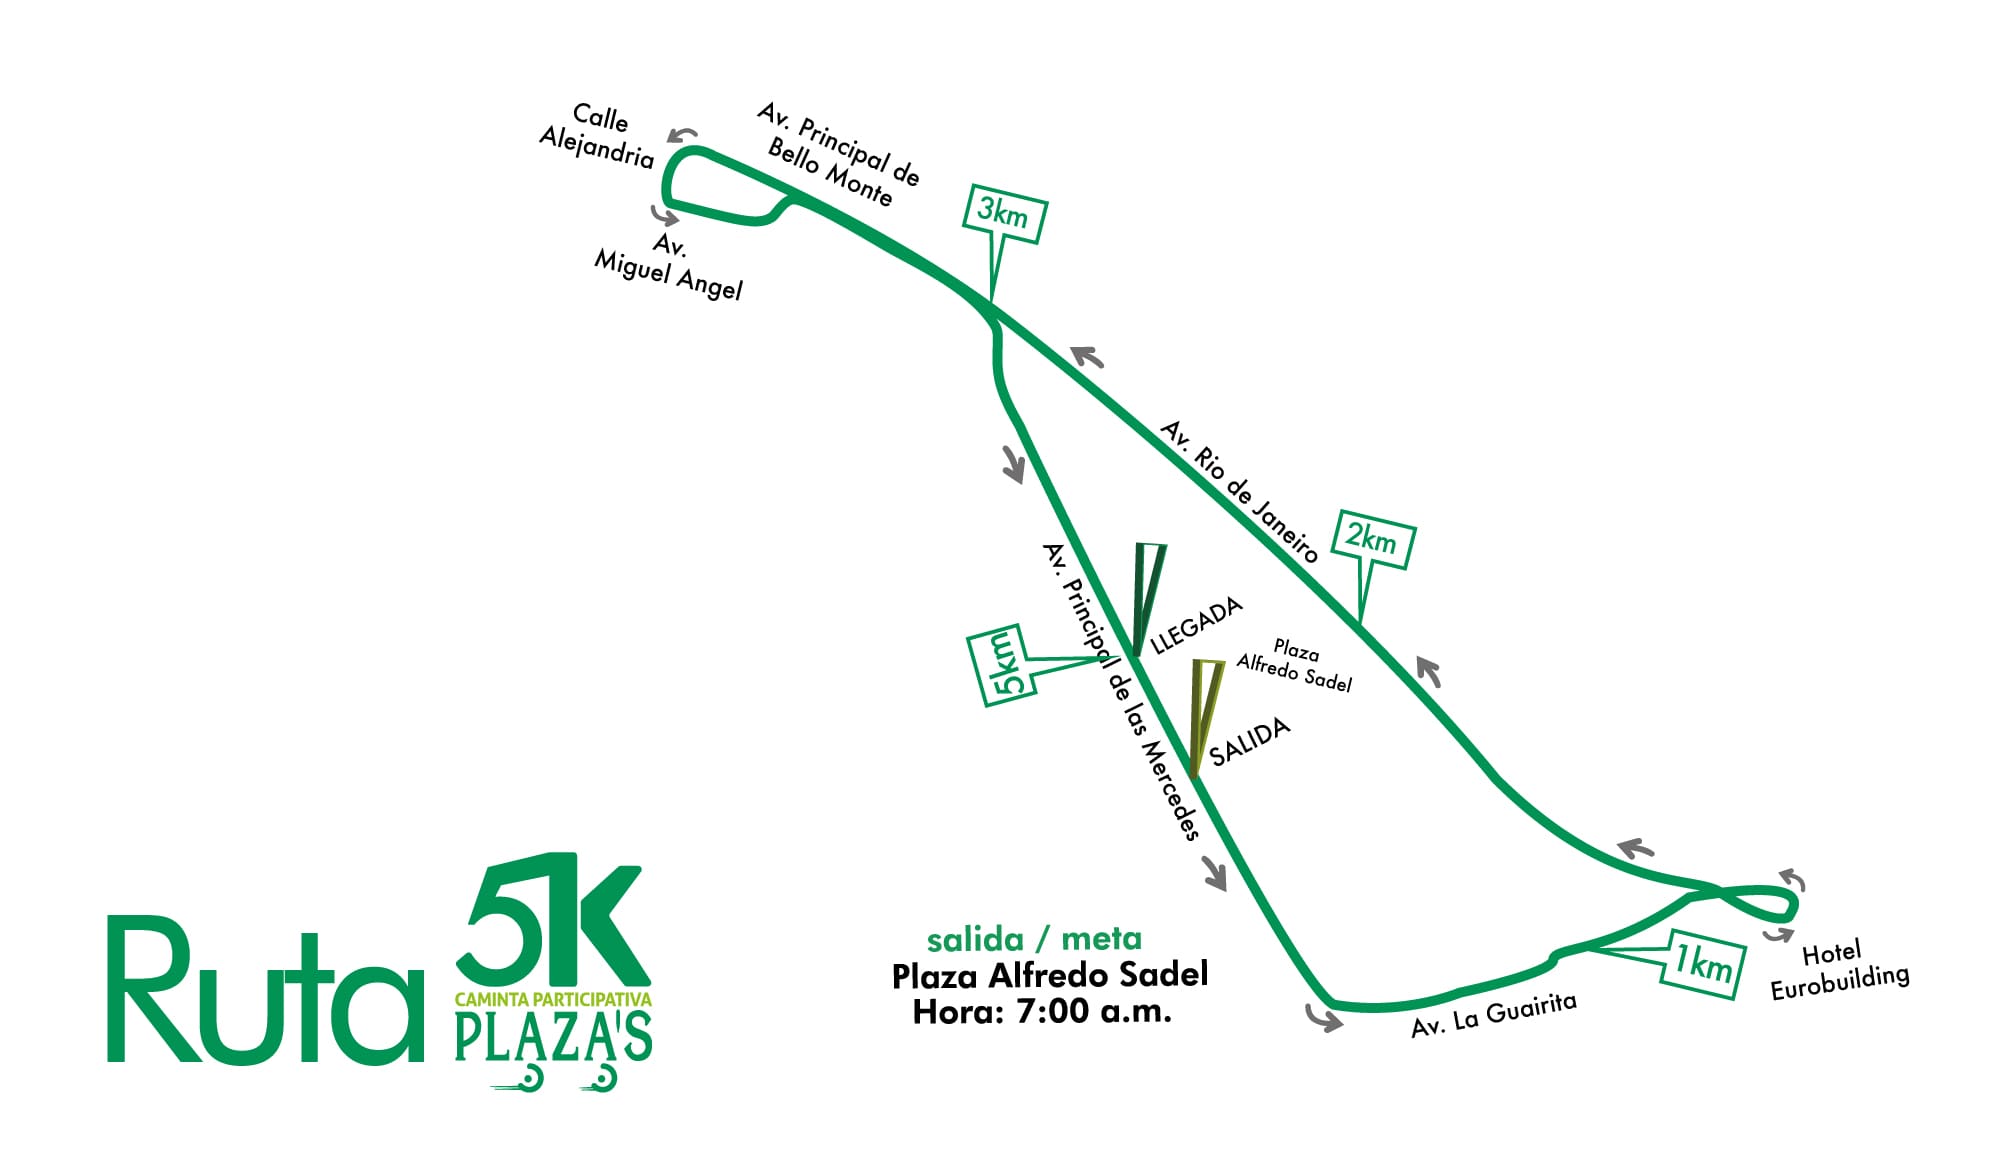 Calle
Alejandria
Av. Principal de
Bello Monte
3km
Av.
Miguel Angel
Av. Rio de Janeiro
2km
Av. Principal de las Mercedes
LLEGADA
5km
Plaza
Alfredo Sadel
SALIDA
1km
Hotel
Eurobuilding
Av. La Guairita
salida / meta
Plaza Alfredo Sadel
Hora: 7:00 a.m.
Ruta
5K
CAMINTA PARTICIPATIVA
PLAZA'S